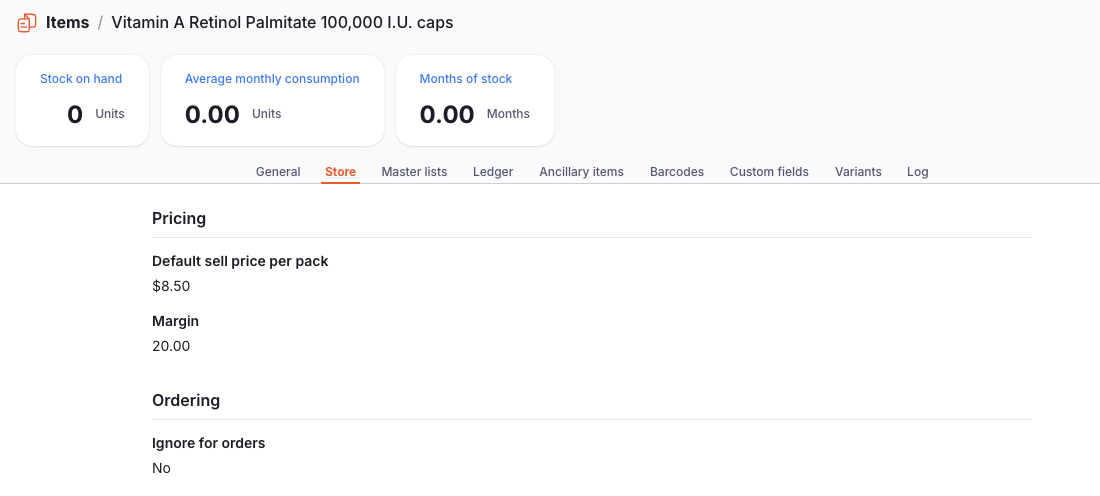 Items / Vitamin A Retinol Palmitate 100,000 I.U. caps
Stock on hand
0 Units
Average monthly consumption
0.00 Units
Months of stock
0.00 Months
General Store Master lists Ledger Ancillary items Barcodes Custom fields Variants Log
Pricing
Default sell price per pack
$8.50
Margin
20.00
Ordering
Ignore for orders
No